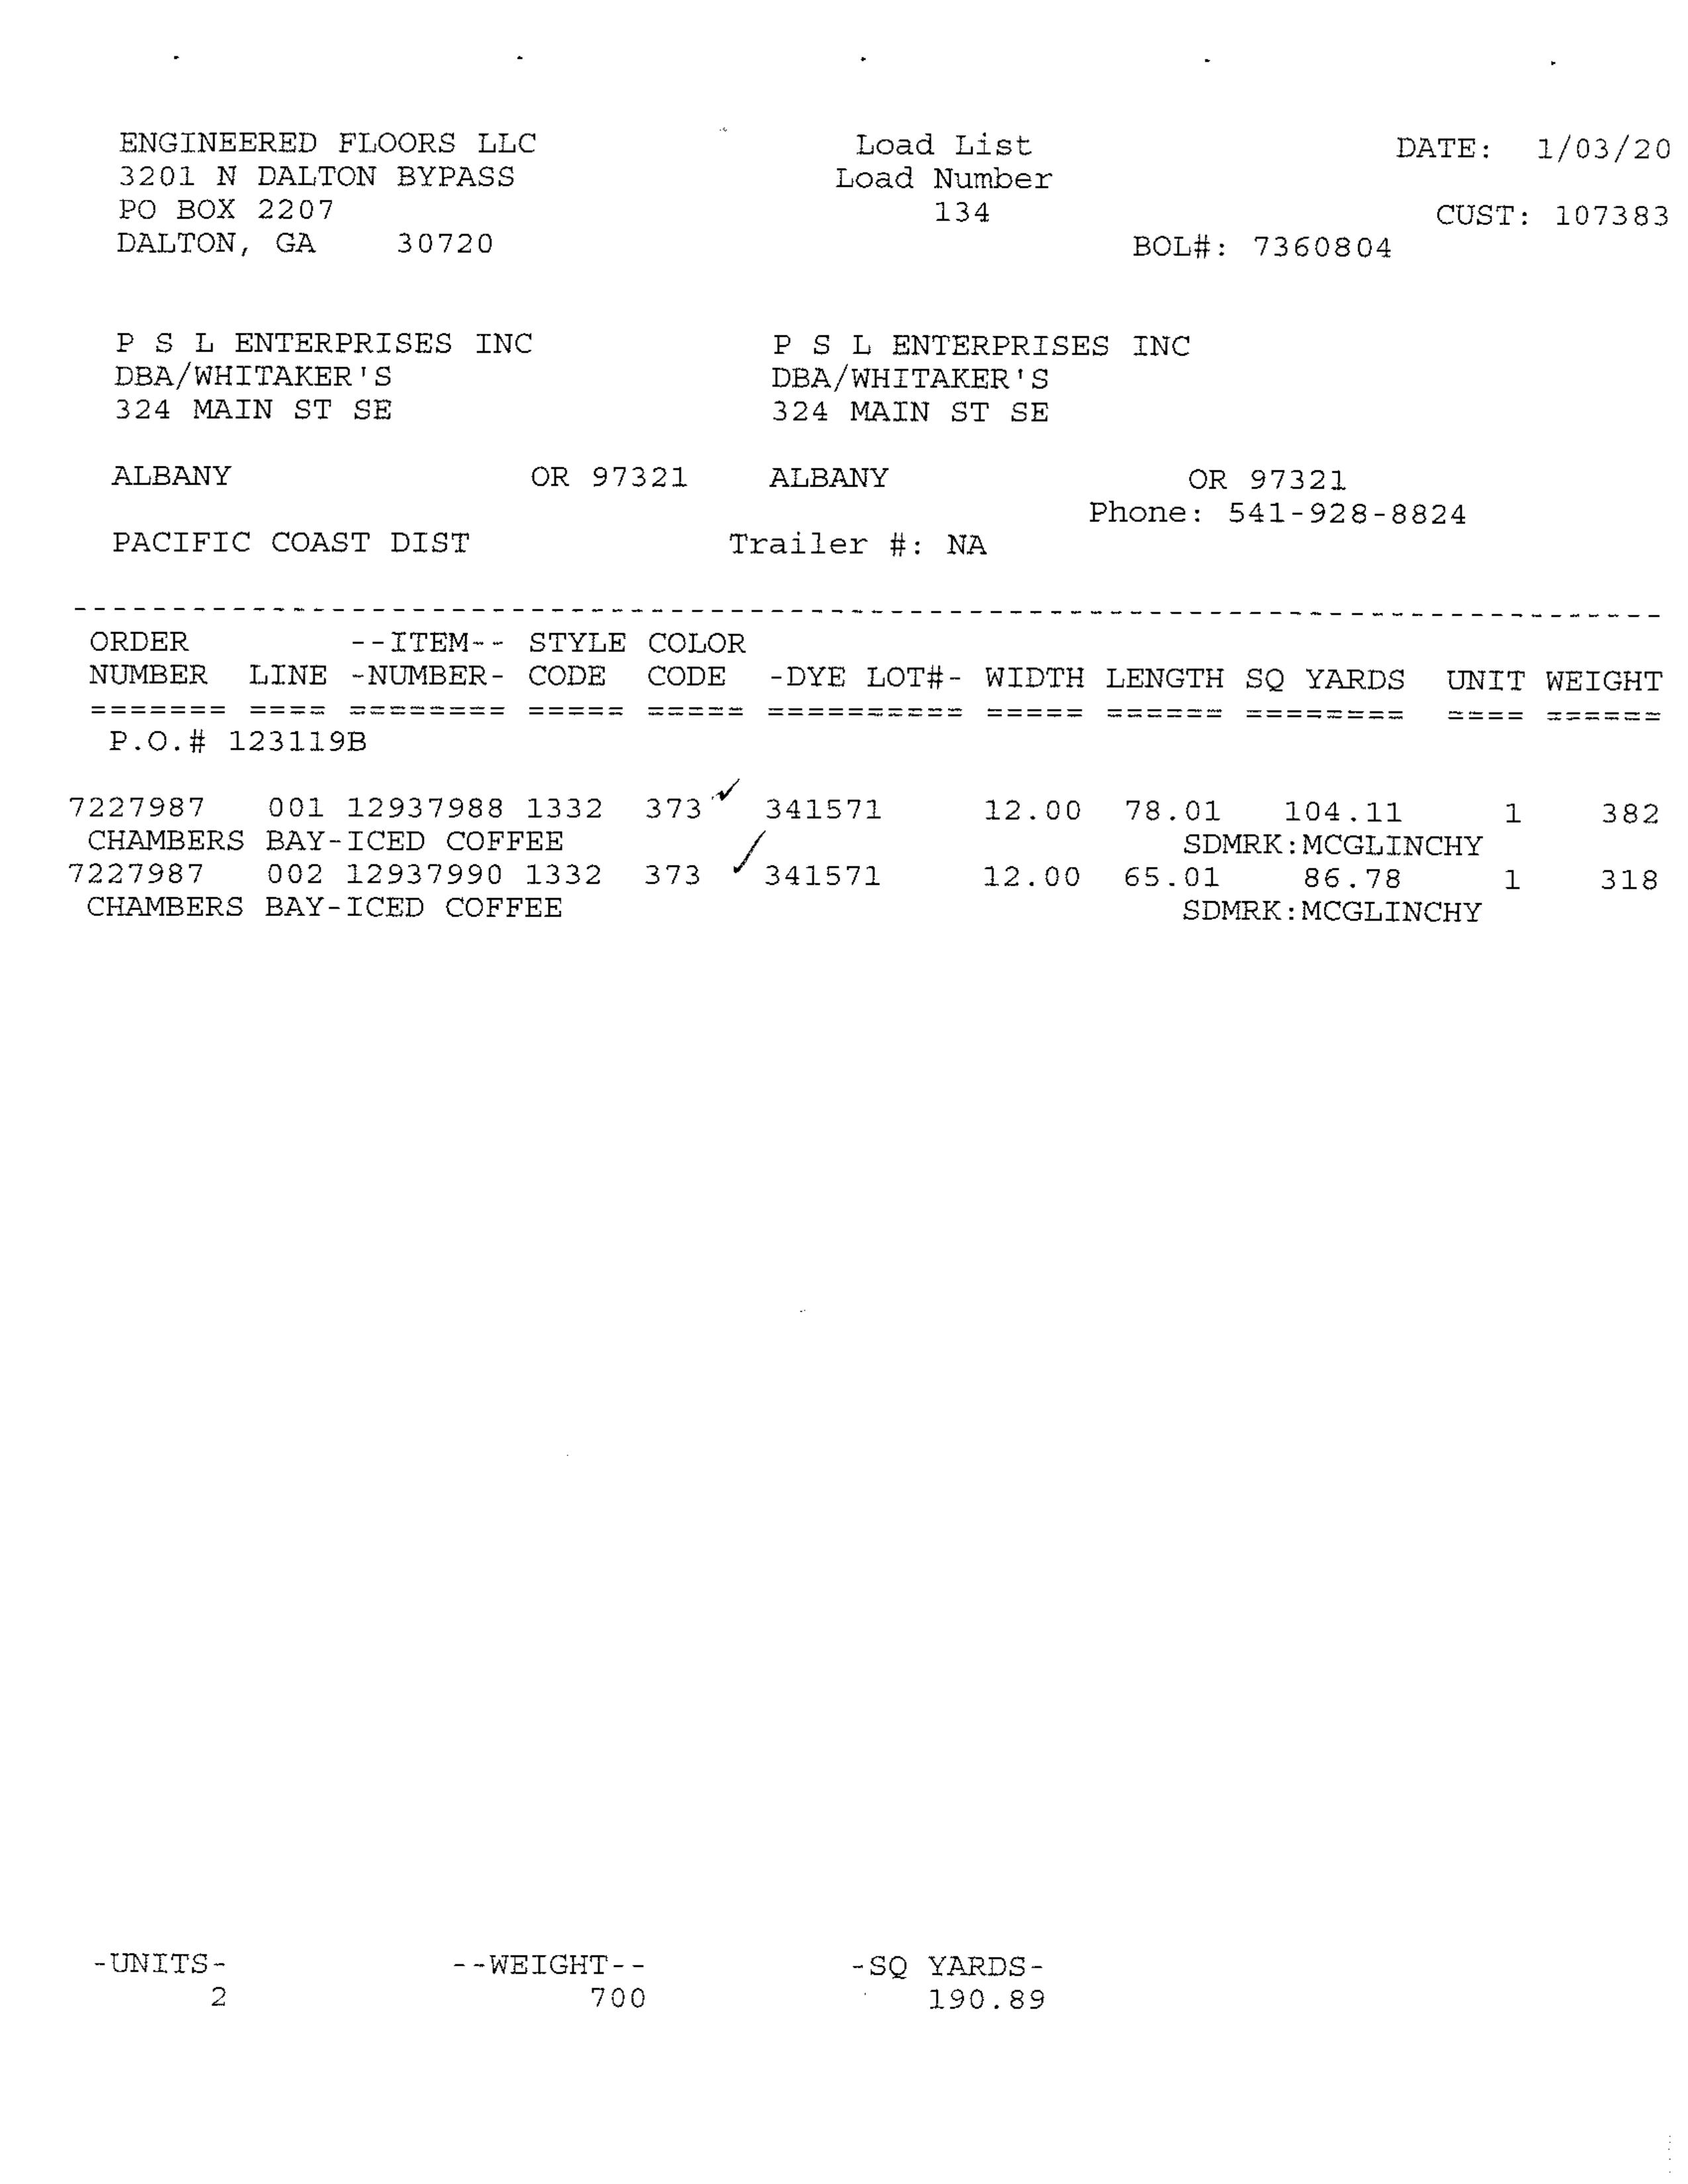 ENGINEERED FLOORS LLC    Load List    DATE: 1/03/20
3201 N DALTON BYPASS    Load Number
PO BOX 2207    134    CUST: 107383
DALTON, GA 30720    BOL#: 7360804
P S L ENTERPRISES INC    P S L ENTERPRISES INC
DBA/WHITAKER'S    DBA/WHITAKER'S
324 MAIN ST SE    324 MAIN ST SE
ALBANY OR 97321    ALBANY OR 97321
Phone: 541-928-8824
PACIFIC COAST DIST    Trailer #: NA
--------------------------------------------------------------------------------
ORDER --ITEM-- STYLE COLOR
NUMBER LINE -NUMBER- CODE CODE -DYE LOT#- WIDTH LENGTH SQ YARDS UNIT WEIGHT
======= ==== ======== ===== ===== ========== ===== ====== ======== ==== ======
P.O.# 123119B
7227987 001 12937988 1332 373 ✓ 341571 12.00 78.01 104.11 1 382
CHAMBERS BAY-ICED COFFEE    SDMRK:MCGLINCHY
7227987 002 12937990 1332 373 ✓ 341571 12.00 65.01 86.78 1 318
CHAMBERS BAY-ICED COFFEE    SDMRK:MCGLINCHY
-UNITS-    --WEIGHT--    -SQ YARDS-
2    700    190.89